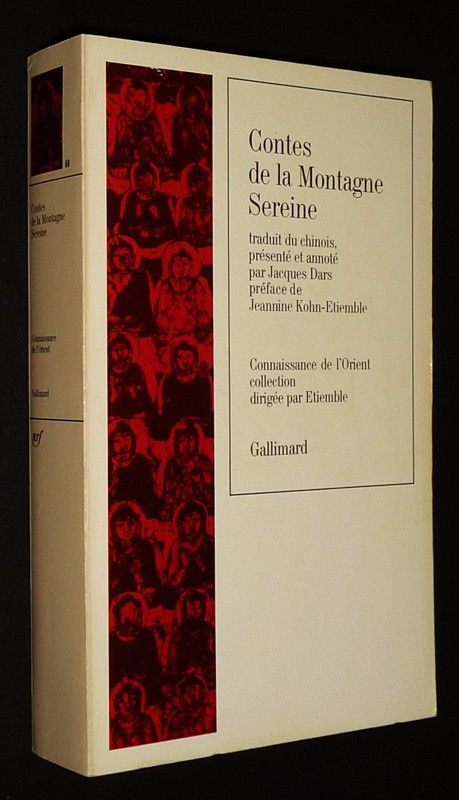 Contes
de la Montagne
Sereine
Connaissance
de l'Orient
Gallimard
nrf
Contes
de la Montagne
Sereine
traduit du chinois,
présenté et annoté
par Jacques Dars
préface de
Jeannine Kohn-Etiemble
Connaissance de l'Orient
collection
dirigée par Etiemble
Gallimard